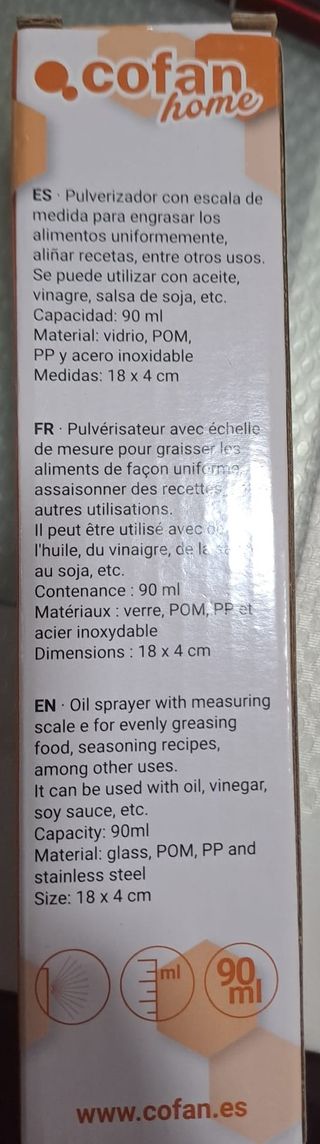 cofan
home
ES · Pulverizador con escala de
medida para engrasar los
alimentos uniformemente,
aliñar recetas, entre otros usos.
Se puede utilizar con aceite,
vinagre, salsa de soja, etc.
Capacidad: 90 ml
Material: vidrio, POM,
PP y acero inoxidable
Medidas: 18 x 4 cm
FR · Pulvérisateur avec échelle
de mesure pour graisser les
aliments de façon uniforme,
assaisonner des recettes,
autres utilisations.
Il peut être utilisé avec
l'huile, du vinaigre, de la
au soja, etc.
Contenance : 90 ml
Matériaux : verre, POM, PP et
acier inoxydable
Dimensions : 18 x 4 cm
EN · Oil sprayer with measuring
scale e for evenly greasing
food, seasoning recipes,
among other uses.
It can be used with oil, vinegar,
soy sauce, etc.
Capacity: 90ml
Material: glass, POM, PP and
stainless steel
Size: 18 x 4 cm
ml
90
ml
www.cofan.es